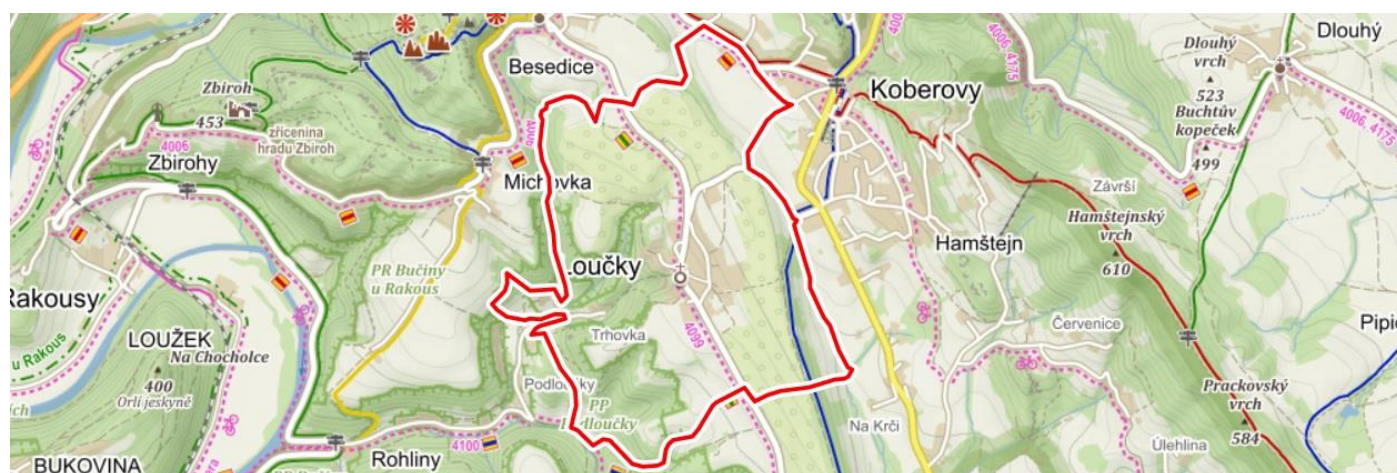 Besedice
4006
Zbiroh
453
zřícenina
hradu Zbiroh
4006
Zbirohy
Michovka
Rakousy
LOUŽEK
Na Chocholce
400
Orlí jeskyně
u Rakous
BUKOVINA
PR Bučiny
u Rakous
Rohliny
4100
Loučky
Trhovka
Podloučky
PP
4099
Koberovy
4006, 4175
Hamštejn
Na Krči
Červenice
Úlehlina
Závrší
Hamštejnský
vrch
610
Prackovský
vrch
584
Dlouhý
Dlouhý
vrch
523
Buchtův
kopeček
499
4006, 4175